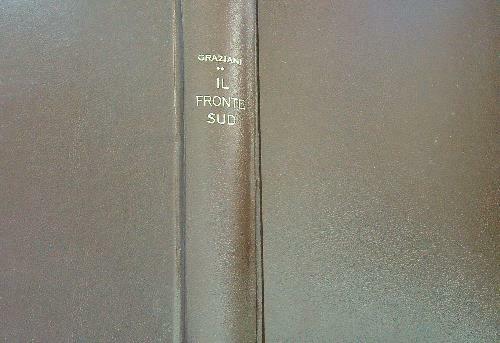 GRAZIANI
**
IL
FRONTE
SUD